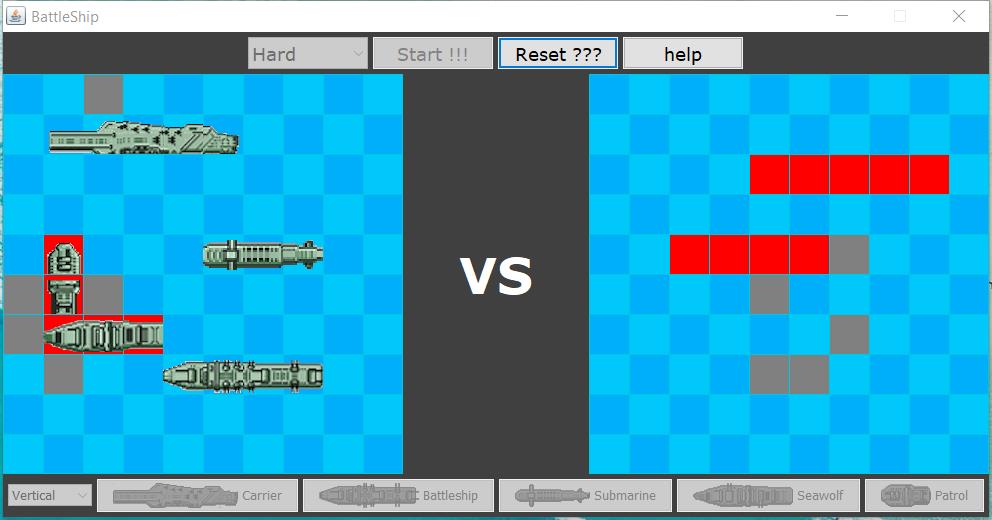 BattleShip
Hard Start !!! Reset ??? help
VS
Vertical Carrier Battleship Submarine Seawolf Patrol